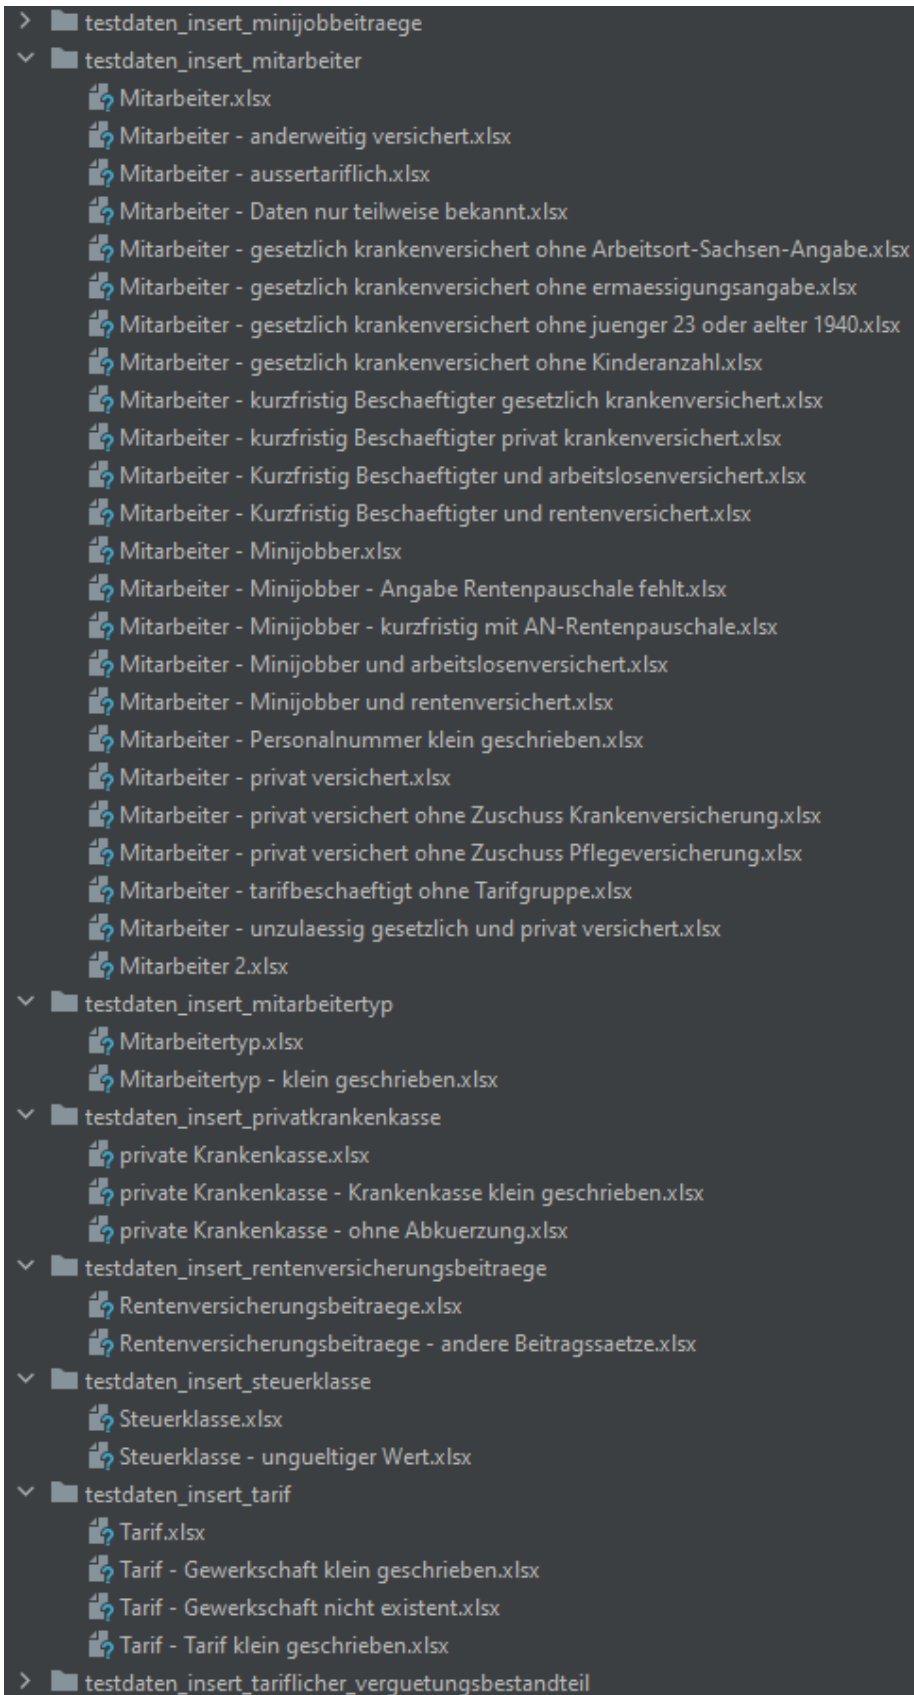 testdaten_insert_minijobbeitraege
testdaten_insert_mitarbeiter
Mitarbeiter.xlsx
Mitarbeiter - anderweitig versichert.xlsx
Mitarbeiter - aussertariflich.xlsx
Mitarbeiter - Daten nur teilweise bekannt.xlsx
Mitarbeiter - gesetzlich krankenversichert ohne Arbeitsort-Sachsen-Angabe.xlsx
Mitarbeiter - gesetzlich krankenversichert ohne ermaessigungsangabe.xlsx
Mitarbeiter - gesetzlich krankenversichert ohne juenger 23 oder aelter 1940.xlsx
Mitarbeiter - gesetzlich krankenversichert ohne Kinderanzahl.xlsx
Mitarbeiter - kurzfristig Beschaeftigter gesetzlich krankenversichert.xlsx
Mitarbeiter - kurzfristig Beschaeftigter privat krankenversichert.xlsx
Mitarbeiter - Kurzfristig Beschaeftigter und arbeitslosenversichert.xlsx
Mitarbeiter - Kurzfristig Beschaeftigter und rentenversichert.xlsx
Mitarbeiter - Minijobber.xlsx
Mitarbeiter - Minijobber - Angabe Rentenpauschale fehlt.xlsx
Mitarbeiter - Minijobber - kurzfristig mit AN-Rentenpauschale.xlsx
Mitarbeiter - Minijobber und arbeitslosenversichert.xlsx
Mitarbeiter - Minijobber und rentenversichert.xlsx
Mitarbeiter - Personalnummer klein geschrieben.xlsx
Mitarbeiter - privat versichert.xlsx
Mitarbeiter - privat versichert ohne Zuschuss Krankenversicherung.xlsx
Mitarbeiter - privat versichert ohne Zuschuss Pflegeversicherung.xlsx
Mitarbeiter - tarifbeschaeftigt ohne Tarifgruppe.xlsx
Mitarbeiter - unzulaessig gesetzlich und privat versichert.xlsx
Mitarbeiter 2.xlsx
testdaten_insert_mitarbeitertyp
Mitarbeitertyp.xlsx
Mitarbeitertyp - klein geschrieben.xlsx
testdaten_insert_privatkrankenkasse
private Krankenkasse.xlsx
private Krankenkasse - Krankenkasse klein geschrieben.xlsx
private Krankenkasse - ohne Abkuerzung.xlsx
testdaten_insert_rentenversicherungsbeitraege
Rentenversicherungsbeitraege.xlsx
Rentenversicherungsbeitraege - andere Beitragssaetze.xlsx
testdaten_insert_steuerklasse
Steuerklasse.xlsx
Steuerklasse - ungueltiger Wert.xlsx
testdaten_insert_tarif
Tarif.xlsx
Tarif - Gewerkschaft klein geschrieben.xlsx
Tarif - Gewerkschaft nicht existent.xlsx
Tarif - Tarif klein geschrieben.xlsx
testdaten_insert_tariflicher_verguetungsbestandteil